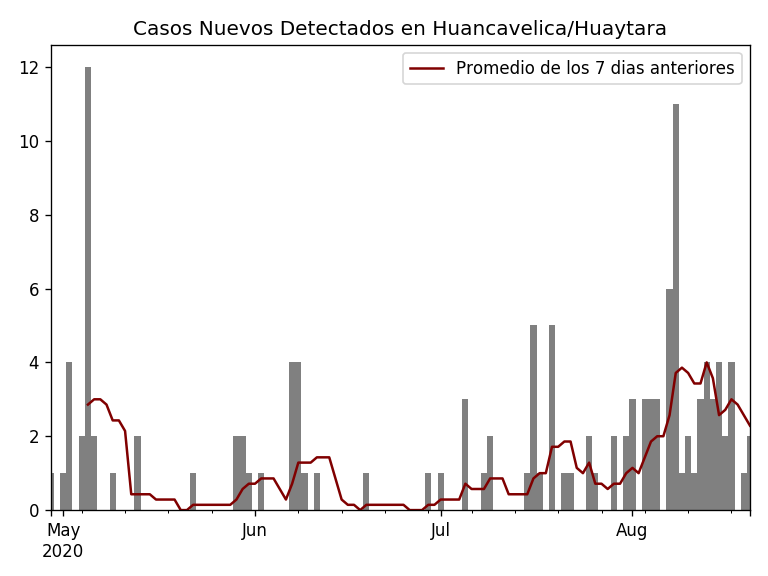 Casos Nuevos Detectados en Huancavelica/Huaytara
Promedio de los 7 dias anteriores
12
10
8
6
4
2
0
May
2020
Jun
Jul
Aug